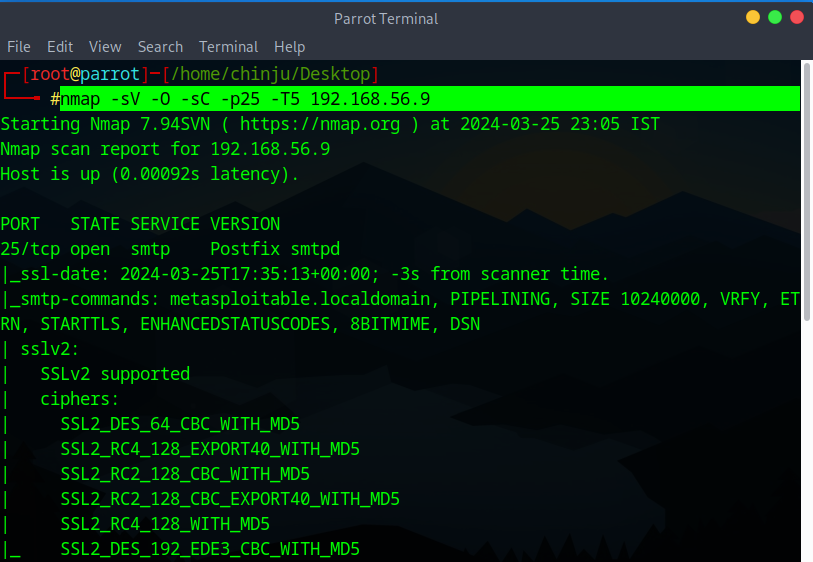 Parrot Terminal
File Edit View Search Terminal Help
[root@parrot]-[/home/chinju/Desktop]
#nmap -sV -O -sC -p25 -T5 192.168.56.9
Starting Nmap 7.94SVN ( https://nmap.org ) at 2024-03-25 23:05 IST
Nmap scan report for 192.168.56.9
Host is up (0.00092s latency).
PORT   STATE SERVICE VERSION
25/tcp open  smtp    Postfix smtpd
|_ssl-date: 2024-03-25T17:35:13+00:00; -3s from scanner time.
|_smtp-commands: metasploitable.localdomain, PIPELINING, SIZE 10240000, VRFY, ET
RN, STARTTLS, ENHANCEDSTATUSCODES, 8BITMIME, DSN
| sslv2:
|   SSLv2 supported
|   ciphers:
|     SSL2_DES_64_CBC_WITH_MD5
|     SSL2_RC4_128_EXPORT40_WITH_MD5
|     SSL2_RC2_128_CBC_WITH_MD5
|     SSL2_RC2_128_CBC_EXPORT40_WITH_MD5
|     SSL2_RC4_128_WITH_MD5
|_    SSL2_DES_192_EDE3_CBC_WITH_MD5